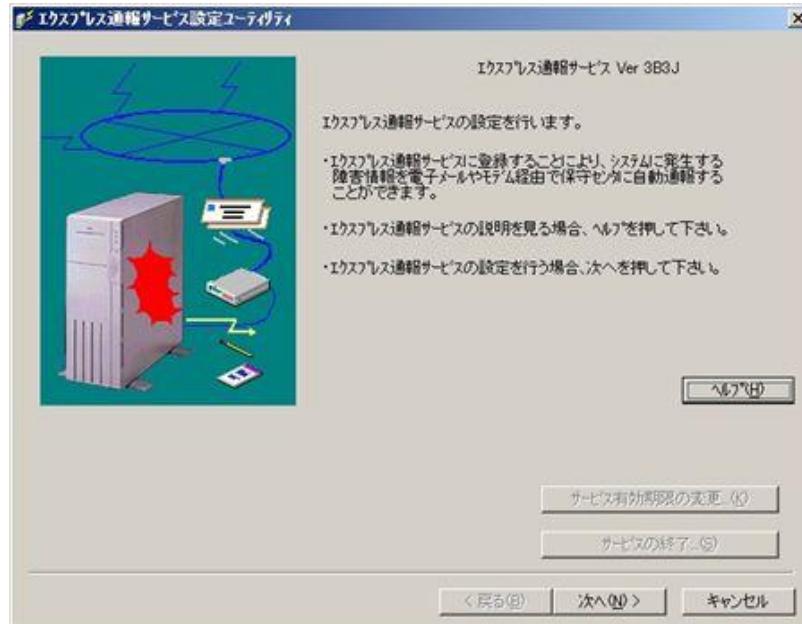 ｴｸｽﾌﾟﾚｽ通報ｻｰﾋﾞｽ設定ﾕｰﾃｨﾘﾃｨ
ｴｸｽﾌﾟﾚｽ通報ｻｰﾋﾞｽ Ver 3B3J
ｴｸｽﾌﾟﾚｽ通報ｻｰﾋﾞｽの設定を行います。
・ｴｸｽﾌﾟﾚｽ通報ｻｰﾋﾞｽに登録することにより、ｼｽﾃﾑに発生する
障害情報を電子ﾒｰﾙやﾓﾃﾞﾑ経由で保守ｾﾝﾀに自動通報する
ことができます。
・ｴｸｽﾌﾟﾚｽ通報ｻｰﾋﾞｽの説明を見る場合、ﾍﾙﾌﾟを押して下さい。
・ｴｸｽﾌﾟﾚｽ通報ｻｰﾋﾞｽの設定を行う場合、次へを押して下さい。
ﾍﾙﾌﾟ(H)
ｻｰﾋﾞｽ有効期限の変更...(K)
ｻｰﾋﾞｽの終了...(S)
< 戻る(B)
次へ(N) >
キャンセル